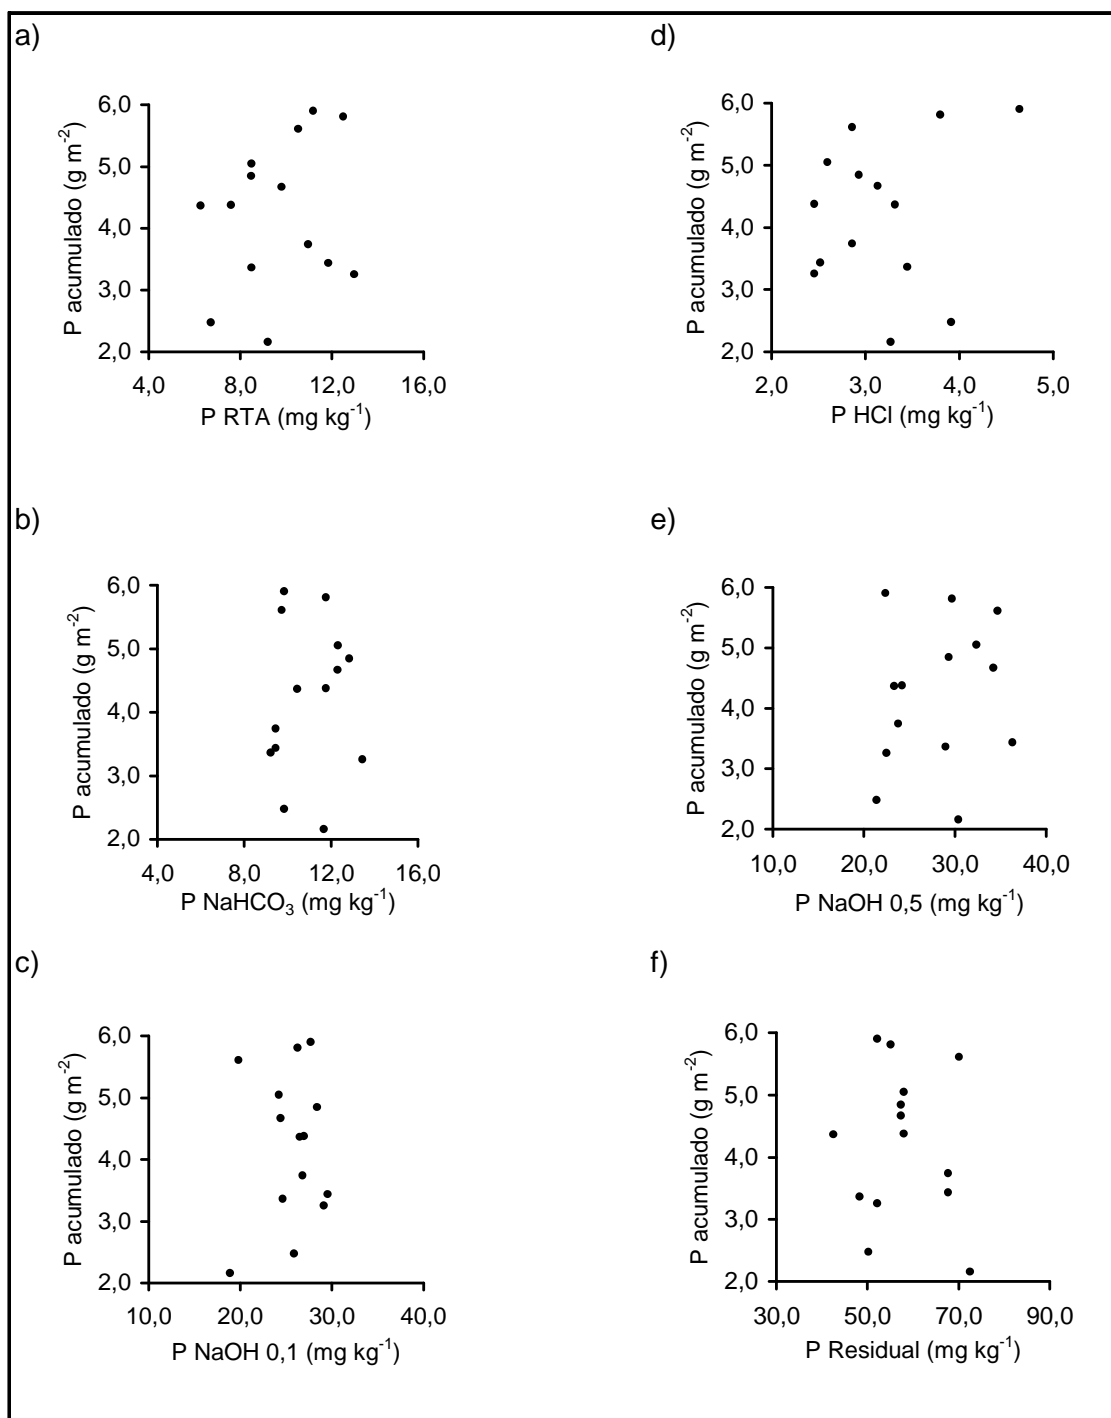 a)
P acumulado (g m⁻²)
6,0
5,0
4,0
3,0
2,0
4,0 8,0 12,0 16,0
P RTA (mg kg⁻¹)
d)
P acumulado (g m⁻²)
6,0
5,0
4,0
3,0
2,0
2,0 3,0 4,0 5,0
P HCl (mg kg⁻¹)
b)
P acumulado (g m⁻²)
6,0
5,0
4,0
3,0
2,0
4,0 8,0 12,0 16,0
P NaHCO₃ (mg kg⁻¹)
e)
P acumulado (g m⁻²)
6,0
5,0
4,0
3,0
2,0
10,0 20,0 30,0 40,0
P NaOH 0,5 (mg kg⁻¹)
c)
P acumulado (g m⁻²)
6,0
5,0
4,0
3,0
2,0
10,0 20,0 30,0 40,0
P NaOH 0,1 (mg kg⁻¹)
f)
P acumulado (g m⁻²)
6,0
5,0
4,0
3,0
2,0
30,0 50,0 70,0 90,0
P Residual (mg kg⁻¹)